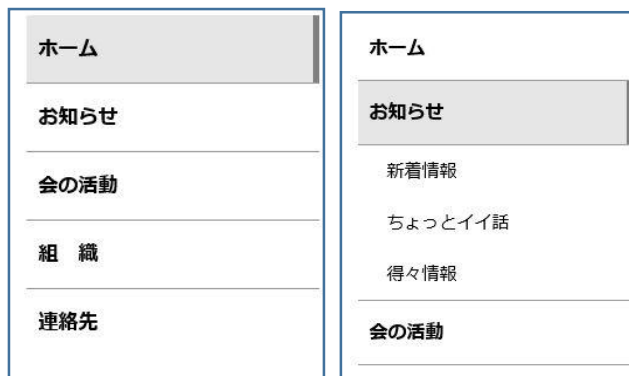 ホーム
お知らせ
会の活動
組　織
連絡先
ホーム
お知らせ
新着情報
ちょっとイイ話
得々情報
会の活動